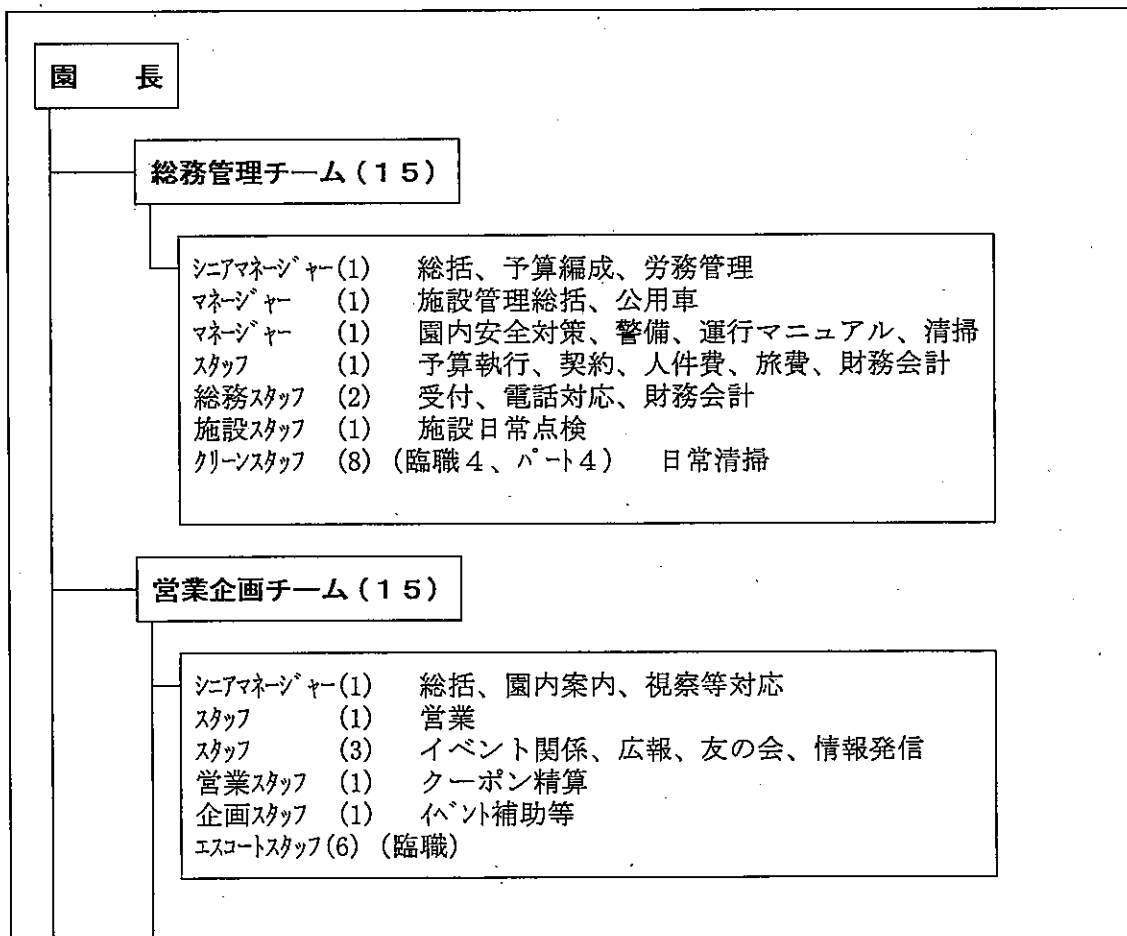 園　　長
総務管理チーム（１５）
ｼﾆｱﾏﾈｰｼﾞｬｰ(1)　総括、予算編成、労務管理
ﾏﾈｰｼﾞｬｰ　(1)　施設管理総括、公用車
ﾏﾈｰｼﾞｬｰ　(1)　園内安全対策、警備、運行マニュアル、清掃
ｽﾀｯﾌ　(1)　予算執行、契約、人件費、旅費、財務会計
総務ｽﾀｯﾌ　(2)　受付、電話対応、財務会計
施設ｽﾀｯﾌ　(1)　施設日常点検
ｸﾘｰﾝｽﾀｯﾌ　(8)（臨職４、ﾊﾟｰﾄ４）　日常清掃
営業企画チーム（１５）
ｼﾆｱﾏﾈｰｼﾞｬｰ(1)　総括、園内案内、視察等対応
ｽﾀｯﾌ　(1)　営業
ｽﾀｯﾌ　(3)　イベント関係、広報、友の会、情報発信
営業ｽﾀｯﾌ　(1)　クーポン精算
企画ｽﾀｯﾌ　(1)　ｲﾍﾞﾝﾄ補助等
ｴｽｺｰﾄｽﾀｯﾌ(6)（臨職）